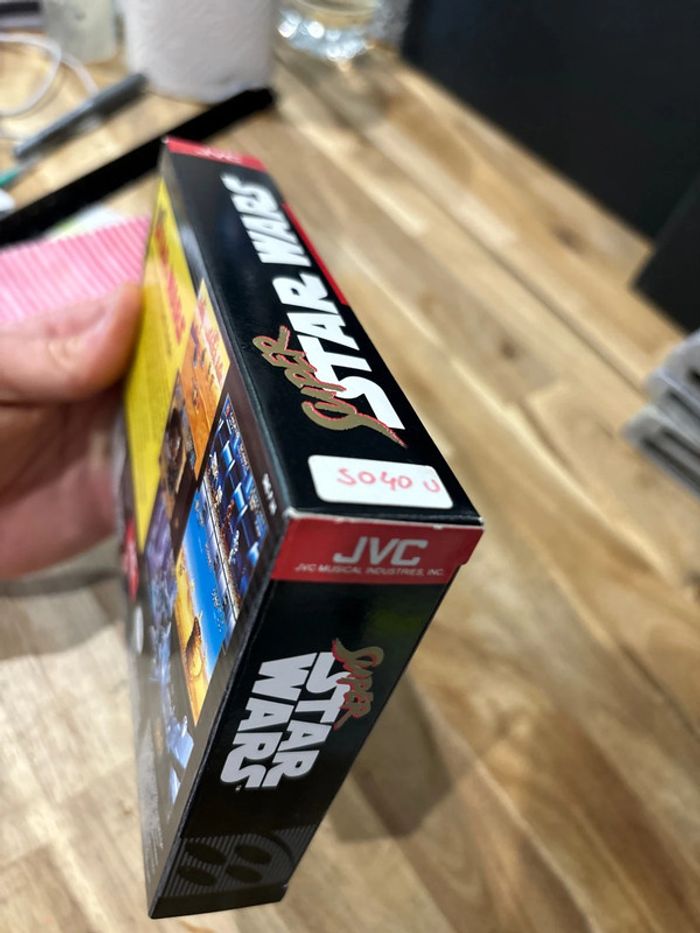 JVC
SUPER
STAR WARS
5040 U
JVC
JVC MUSICAL INDUSTRIES, INC.
SUPER
STAR
WARS